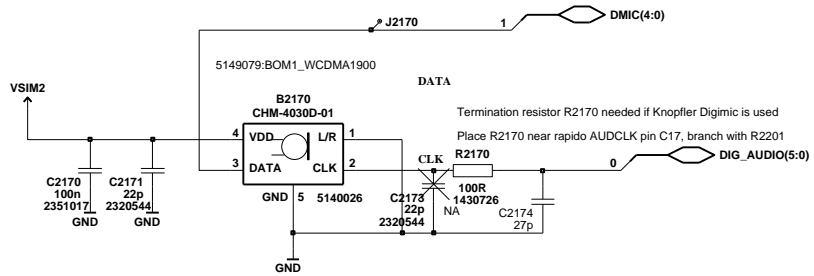 J2170
1
DMIC(4:0)
5149079:BOM1_WCDMA1900
DATA
VSIM2
B2170
CHM-4030D-01
Termination resistor R2170 needed if Knopfler Digimic is used
Place R2170 near rapido AUDCLK pin C17, branch with R2201
4 VDD L/R 1
3 DATA CLK 2
CLK
R2170
0
DIG_AUDIO(5:0)
C2170
100n
2351017
GND
C2171
22p
2320544
GND
GND 5
5140026
100R
1430726
C2173
22p
2320544
NA
C2174
27p
GND